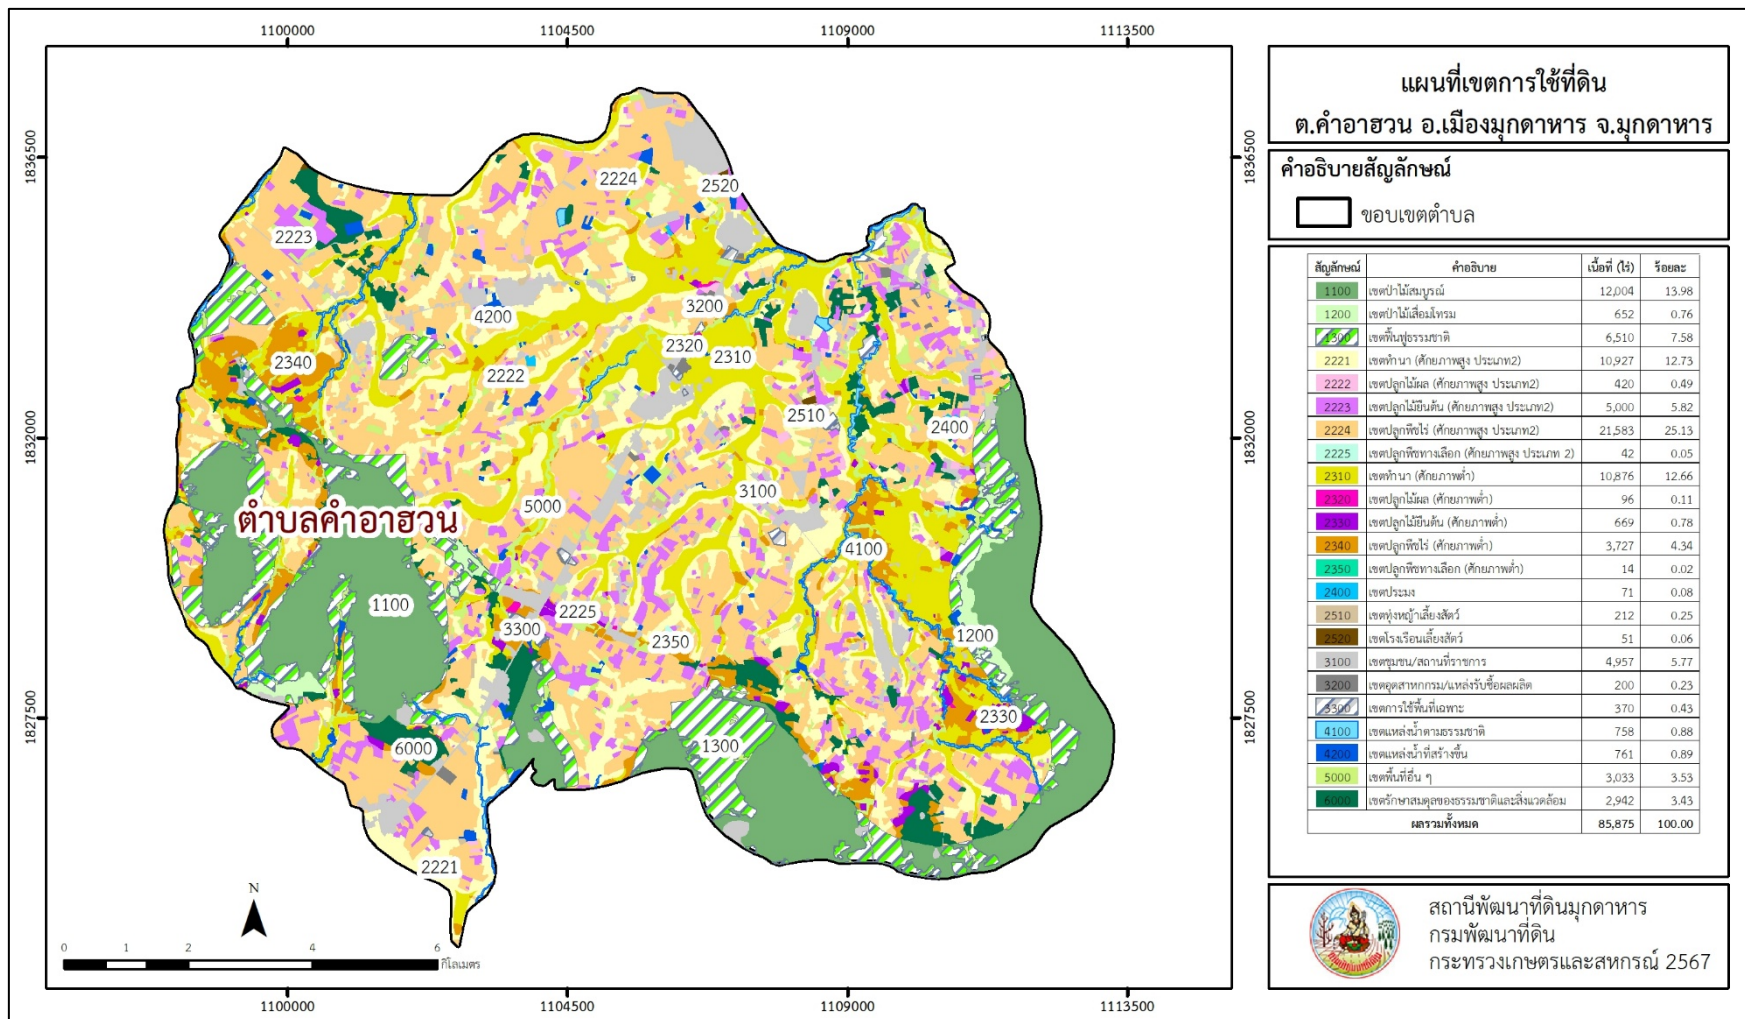 1100000 1104500 1109000 1113500
1836500 1836500
1832000 1832000
1827500 1827500
2224
2520
2223
3200
4200
2320
2310
2340
2222
2510
2400
3100
5000
ตำบลคำอาฮวน
4100
1100
2225
3300
2350
1200
2330
1300
6000
2221
N
0 1 2 4 6
กิโลเมตร
1100000 1104500 1109000 1113500
แผนที่เขตการใช้ที่ดิน
ต.คำอาฮวน อ.เมืองมุกดาหาร จ.มุกดาหาร
คำอธิบายสัญลักษณ์
ขอบเขตตำบล
สัญลักษณ์ คำอธิบาย เนื้อที่ (ไร่) ร้อยละ
1100 เขตป่าไม้สมบูรณ์ 12,004 13.98
1200 เขตป่าไม้เสื่อมโทรม 652 0.76
1300 เขตฟื้นฟูธรรมชาติ 6,510 7.58
2221 เขตทำนา (ศักยภาพสูง ประเภท2) 10,927 12.73
2222 เขตปลูกไม้ผล (ศักยภาพสูง ประเภท2) 420 0.49
2223 เขตปลูกไม้ยืนต้น (ศักยภาพสูง ประเภท2) 5,000 5.82
2224 เขตปลูกพืชไร่ (ศักยภาพสูง ประเภท2) 21,583 25.13
2225 เขตปลูกพืชทางเลือก (ศักยภาพสูง ประเภท 2) 42 0.05
2310 เขตทำนา (ศักยภาพต่ำ) 10,876 12.66
2320 เขตปลูกไม้ผล (ศักยภาพต่ำ) 96 0.11
2330 เขตปลูกไม้ยืนต้น (ศักยภาพต่ำ) 669 0.78
2340 เขตปลูกพืชไร่ (ศักยภาพต่ำ) 3,727 4.34
2350 เขตปลูกพืชทางเลือก (ศักยภาพต่ำ) 14 0.02
2400 เขตประมง 71 0.08
2510 เขตทุ่งหญ้าเลี้ยงสัตว์ 212 0.25
2520 เขตโรงเรือนเลี้ยงสัตว์ 51 0.06
3100 เขตชุมชน/สถานที่ราชการ 4,957 5.77
3200 เขตอุตสาหกรรม/แหล่งรับซื้อผลผลิต 200 0.23
3300 เขตการใช้พื้นที่เฉพาะ 370 0.43
4100 เขตแหล่งน้ำตามธรรมชาติ 758 0.88
4200 เขตแหล่งน้ำที่สร้างขึ้น 761 0.89
5000 เขตพื้นที่อื่น ๆ 3,033 3.53
6000 เขตรักษาสมดุลของธรรมชาติและสิ่งแวดล้อม 2,942 3.43
ผลรวมทั้งหมด 85,875 100.00
สถานีพัฒนาที่ดินมุกดาหาร
กรมพัฒนาที่ดิน
กระทรวงเกษตรและสหกรณ์ 2567